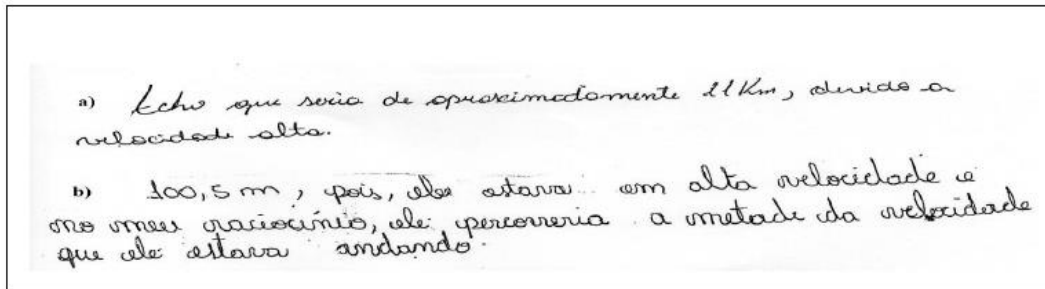 a) Acho que seria de aproximadamente 11 Km, devido a
velocidade alta.
b) 100,5 m, pois, ele estava em alta velocidade e
no meu raciocínio, ele percorreria a metade da velocidade
que ele estava andando.